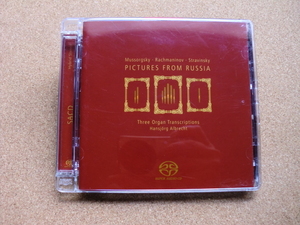 Mussorgsky · Rachmaninov · Stravinsky
PICTURES FROM RUSSIA
Three Organ Transcriptions
Hansjörg Albrecht
SACD